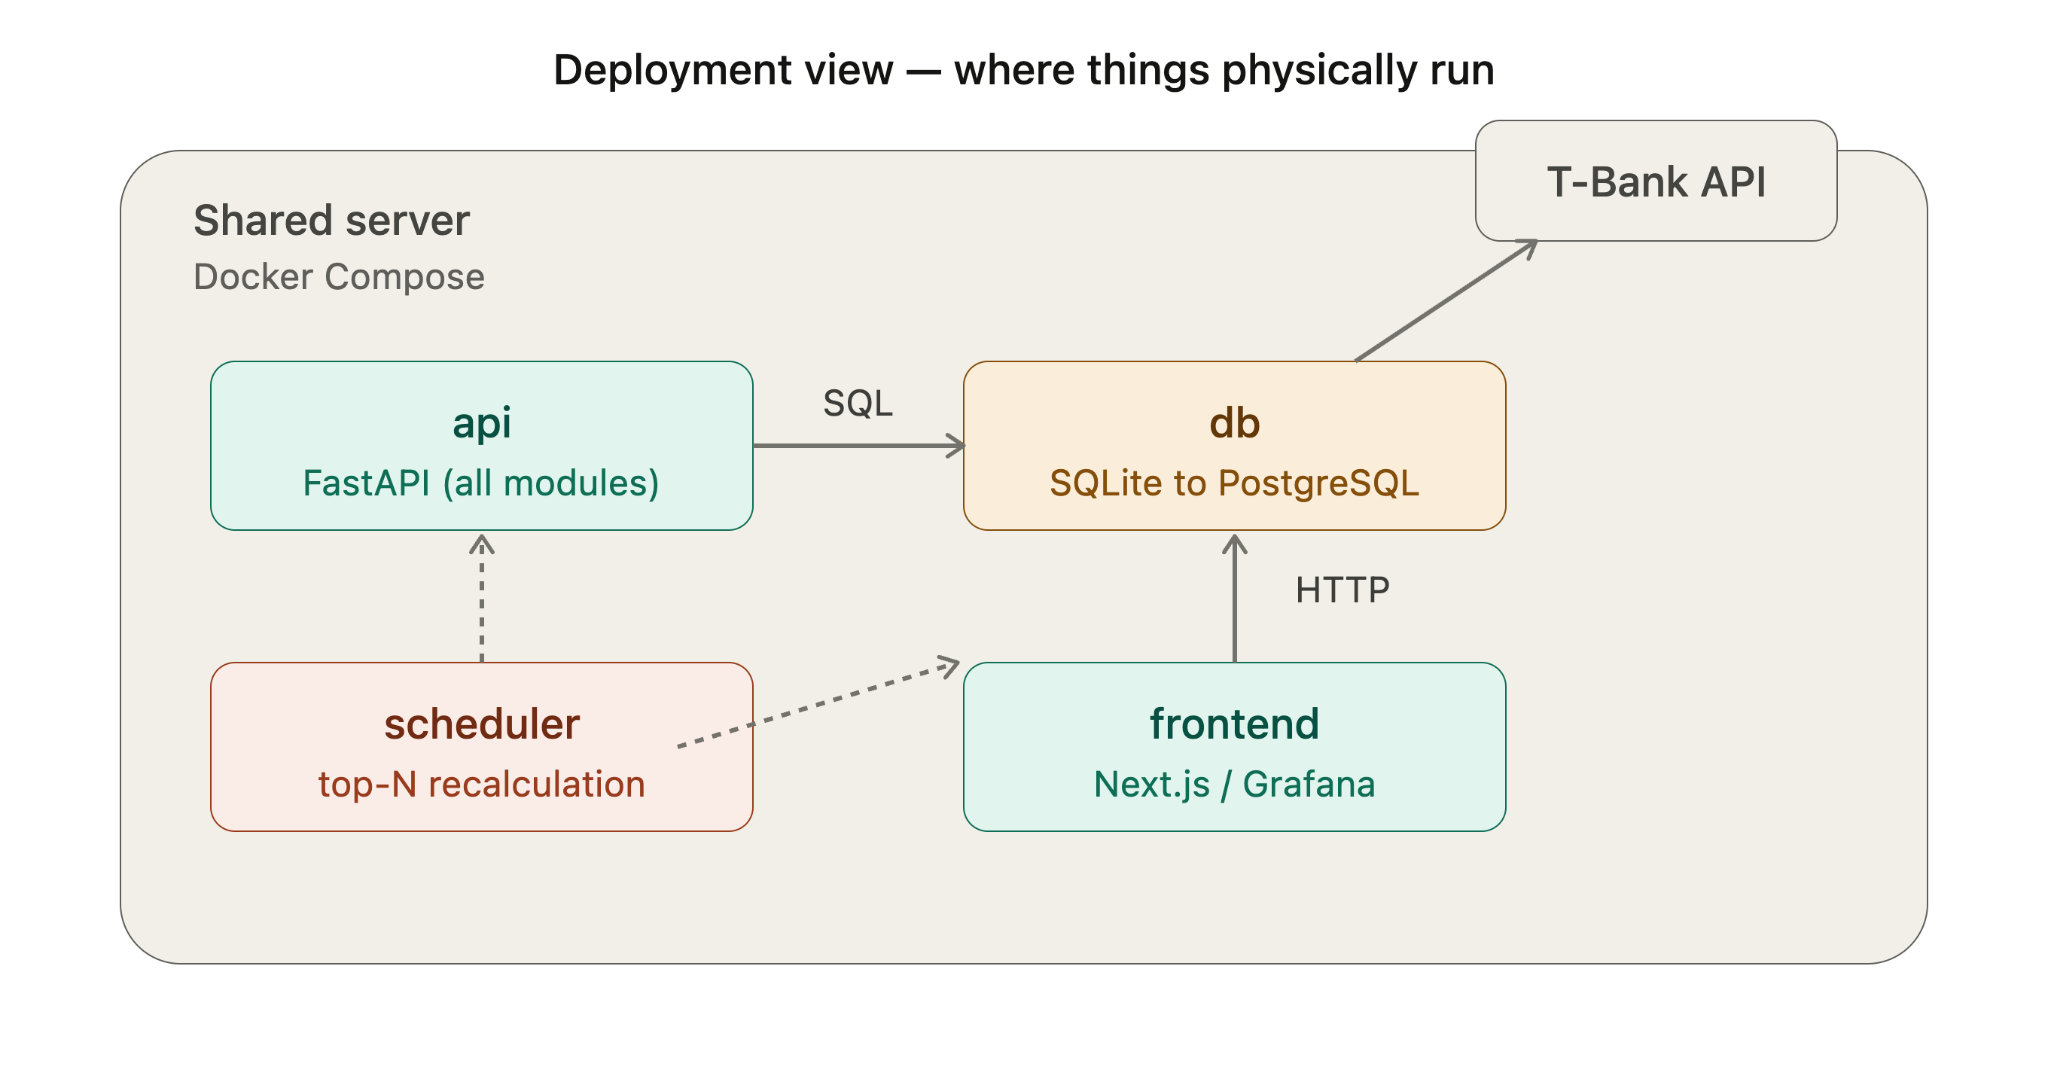 Deployment view — where things physically run
T-Bank API
Shared server
Docker Compose
api
FastAPI (all modules)
SQL
db
SQLite to PostgreSQL
HTTP
scheduler
top-N recalculation
frontend
Next.js / Grafana